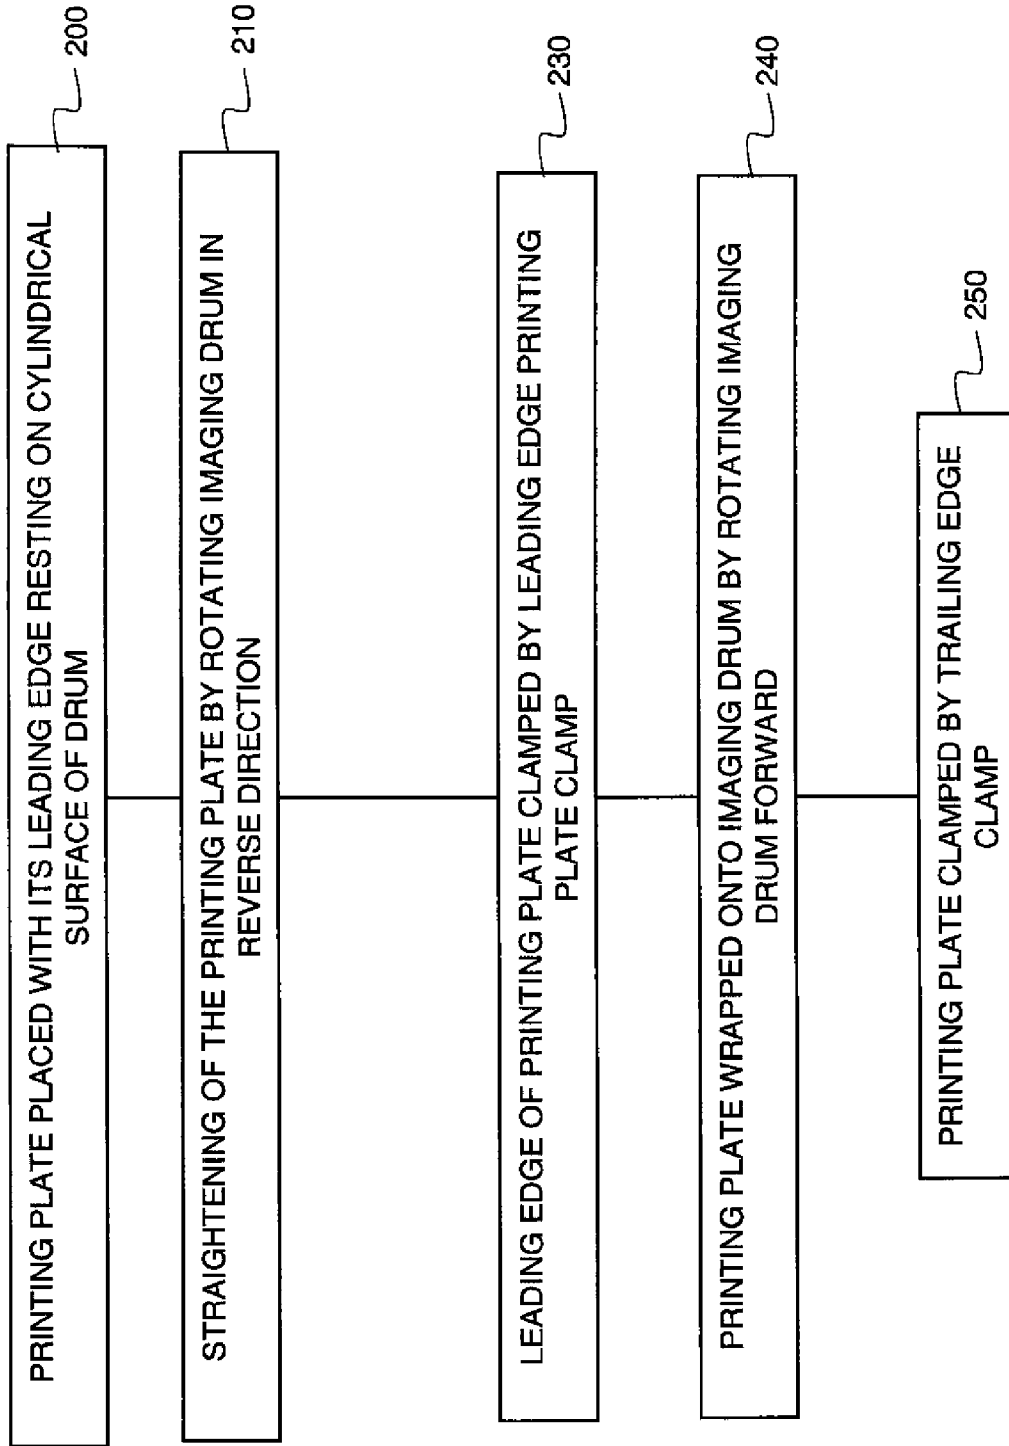 PRINTING PLATE PLACED WITH ITS LEADING EDGE RESTING ON CYLINDRICAL
SURFACE OF DRUM
200
STRAIGHTENING OF THE PRINTING PLATE BY ROTATING IMAGING DRUM IN
REVERSE DIRECTION
210
LEADING EDGE OF PRINTING PLATE CLAMPED BY LEADING EDGE PRINTING
PLATE CLAMP
230
PRINTING PLATE WRAPPED ONTO IMAGING DRUM BY ROTATING IMAGING
DRUM FORWARD
240
PRINTING PLATE CLAMPED BY TRAILING EDGE
CLAMP
250